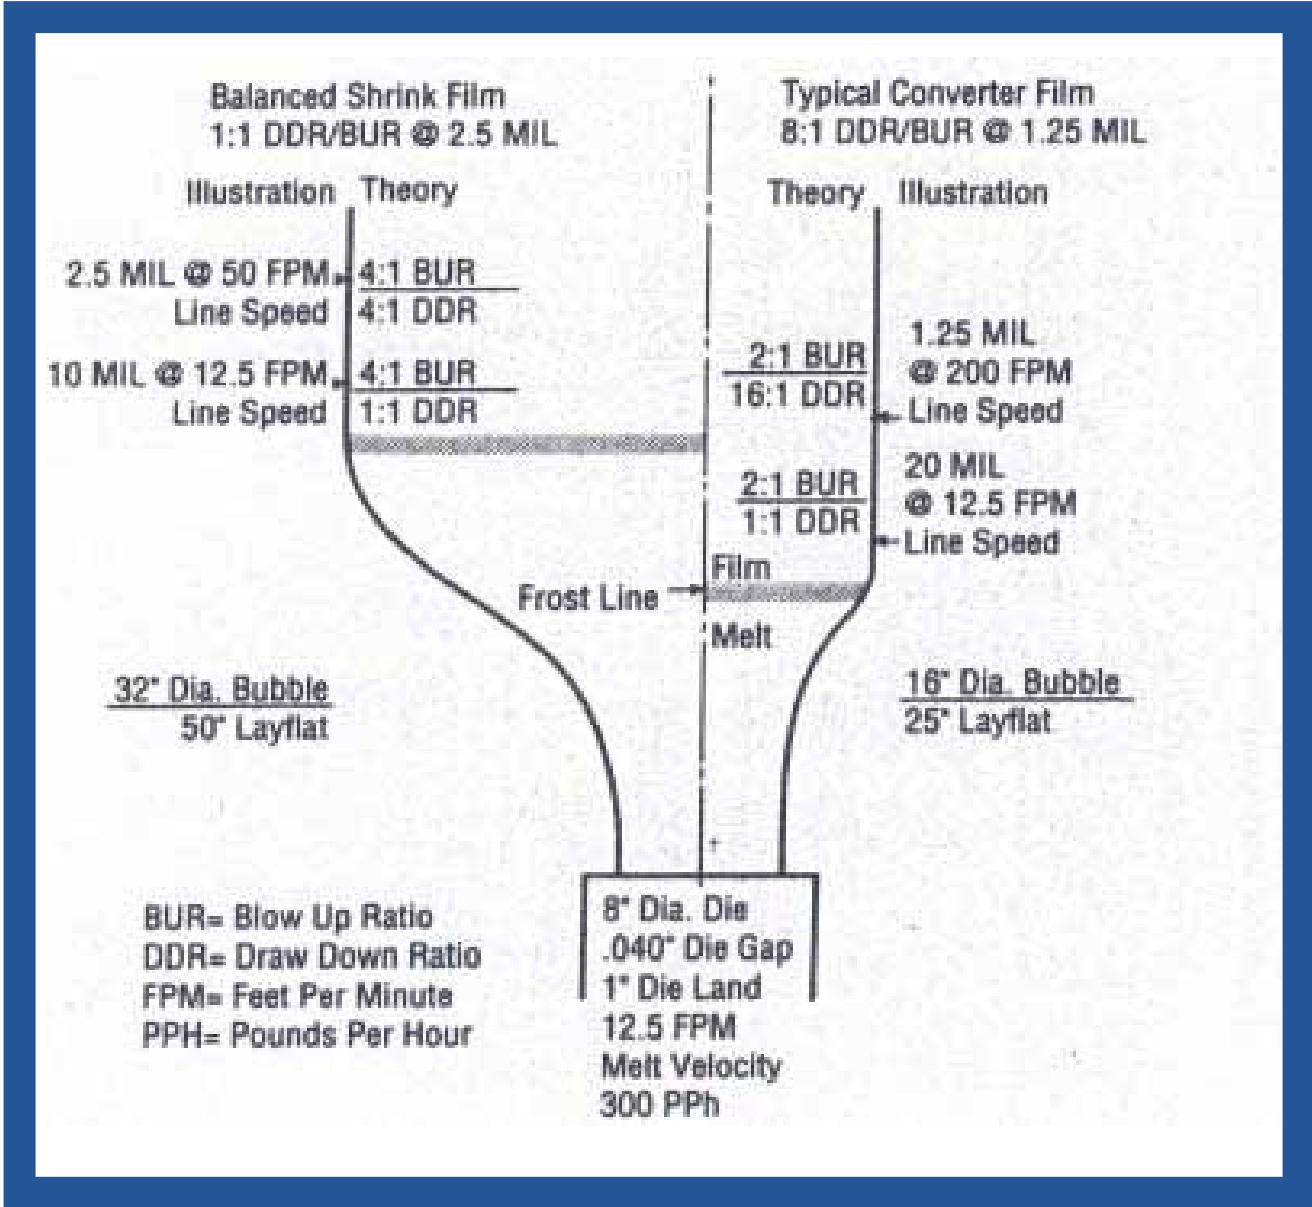 Balanced Shrink Film
1:1 DDR/BUR @ 2.5 MIL
Typical Converter Film
8:1 DDR/BUR @ 1.25 MIL
Illustration
Theory
2.5 MIL @ 50 FPM
Line Speed
4:1 BUR
4:1 DDR
10 MIL @ 12.5 FPM
Line Speed
4:1 BUR
1:1 DDR
Theory
Illustration
2:1 BUR
16:1 DDR
1.25 MIL
@ 200 FPM
Line Speed
2:1 BUR
1:1 DDR
20 MIL
@ 12.5 FPM
Line Speed
Film
Frost Line
Melt
32" Dia. Bubble
50" Layflat
16" Dia. Bubble
25" Layflat
BUR= Blow Up Ratio
DDR= Draw Down Ratio
FPM= Feet Per Minute
PPH= Pounds Per Hour
8" Dia. Die
.040" Die Gap
1" Die Land
12.5 FPM
Melt Velocity
300 PPh